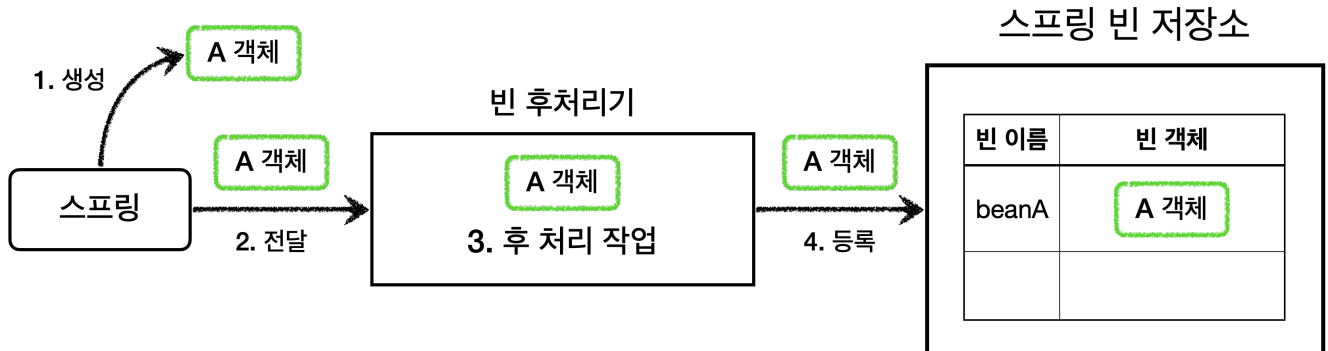 스프링 빈 저장소
A 객체
1. 생성
빈 후처리기
빈 이름
빈 객체
A 객체
A 객체
A 객체
A 객체
스프링
beanA
2. 전달
3. 후 처리 작업
4. 등록